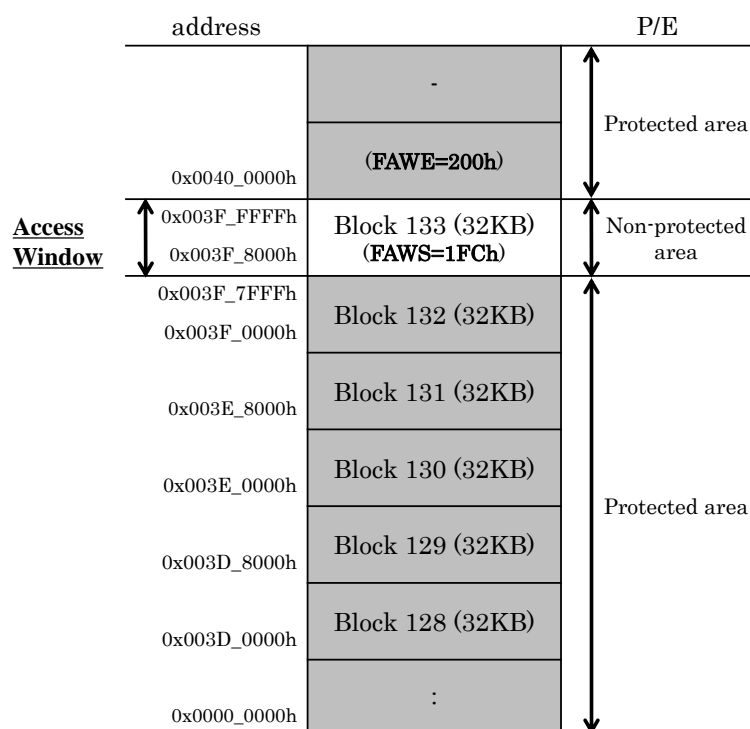 address P/E
-
Protected area
(FAWE=200h)
0x0040_0000h
Access
Window
0x003F_FFFFh
Block 133 (32KB)
Non-protected
area
0x003F_8000h
(FAWS=1FCh)
0x003F_7FFFh
Block 132 (32KB)
0x003F_0000h
Block 131 (32KB)
0x003E_8000h
Block 130 (32KB)
0x003E_0000h
Protected area
Block 129 (32KB)
0x003D_8000h
Block 128 (32KB)
0x003D_0000h
:
0x0000_0000h